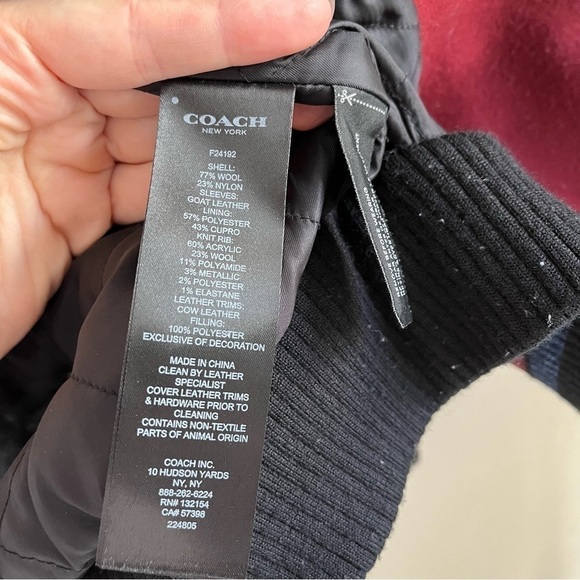 COACH
NEW YORK
F24192
SHELL:
77% WOOL
23% NYLON
SLEEVES:
GOAT LEATHER
LINING:
57% POLYESTER
43% CUPRO
KNIT RIB:
60% ACRYLIC
23% WOOL
11% POLYAMIDE
3% METALLIC
2% POLYESTER
1% ELASTANE
LEATHER TRIMS:
COW LEATHER
FILLING:
100% POLYESTER
EXCLUSIVE OF DECORATION
MADE IN CHINA
CLEAN BY LEATHER
SPECIALIST
COVER LEATHER TRIMS
& HARDWARE PRIOR TO
CLEANING
CONTAINS NON-TEXTILE
PARTS OF ANIMAL ORIGIN
COACH INC.
10 HUDSON YARDS
NY, NY
888-262-6224
RN# 132154
CA# 57398
224805